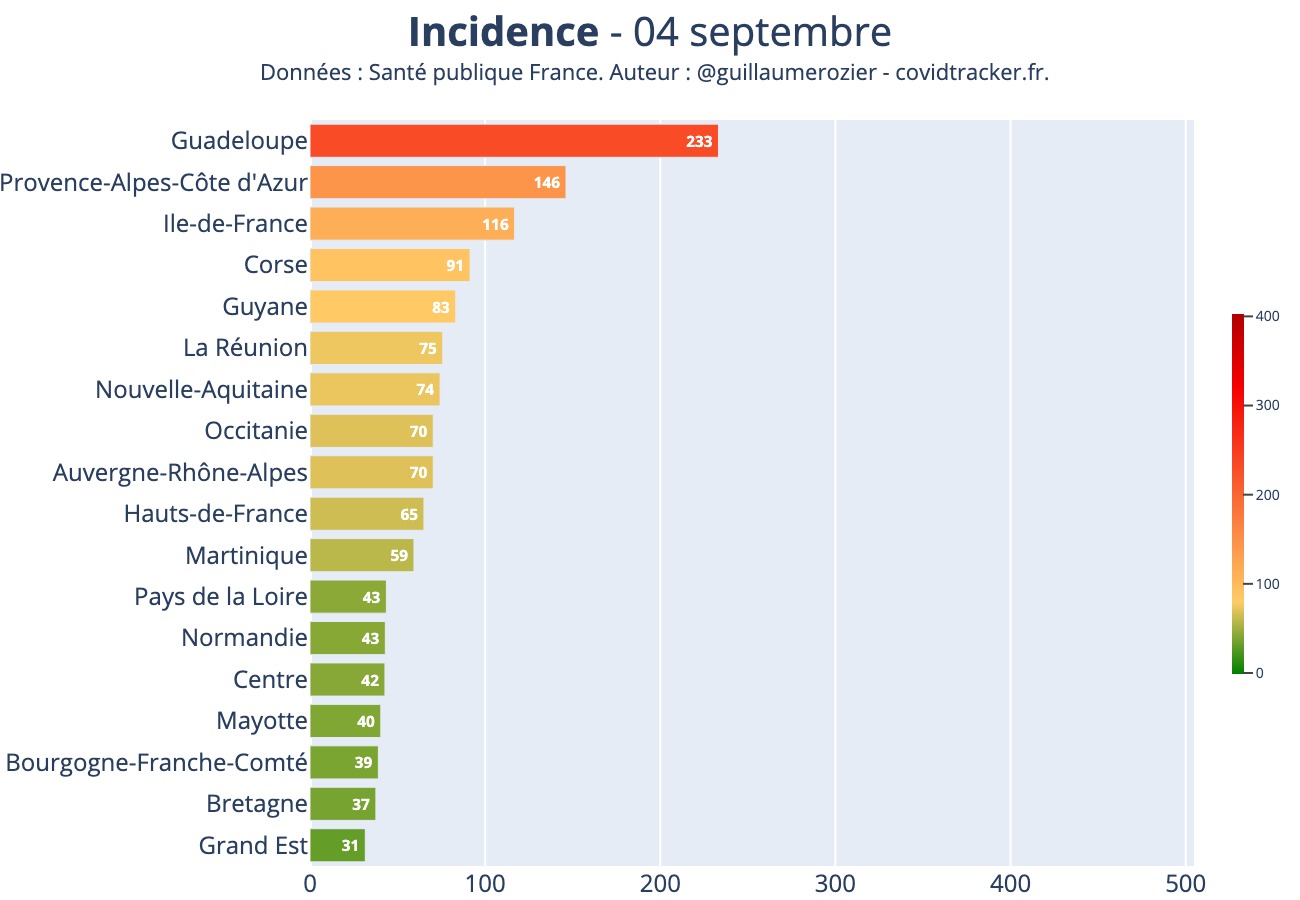 Incidence - 04 septembre
Données : Santé publique France. Auteur : @guillaumerozier - covidtracker.fr.
Guadeloupe 233
Provence-Alpes-Côte d'Azur 146
Ile-de-France 116
Corse 91
Guyane 83
La Réunion 75
Nouvelle-Aquitaine 74
Occitanie 70
Auvergne-Rhône-Alpes 70
Hauts-de-France 65
Martinique 59
Pays de la Loire 43
Normandie 43
Centre 42
Mayotte 40
Bourgogne-Franche-Comté 39
Bretagne 37
Grand Est 31
0 100 200 300 400 500
400
300
200
100
0